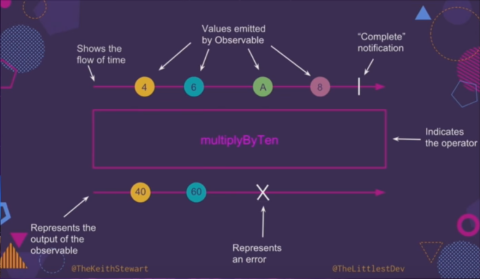 Values emitted
by Observable
"Complete"
notification
Shows the
flow of time
4
6
A
8
multiplyByTen
Indicates
the operator
40
60
X
Represents the
output of the
observable
Represents
an error
@TheKeithStewart
@TheLittlestDev